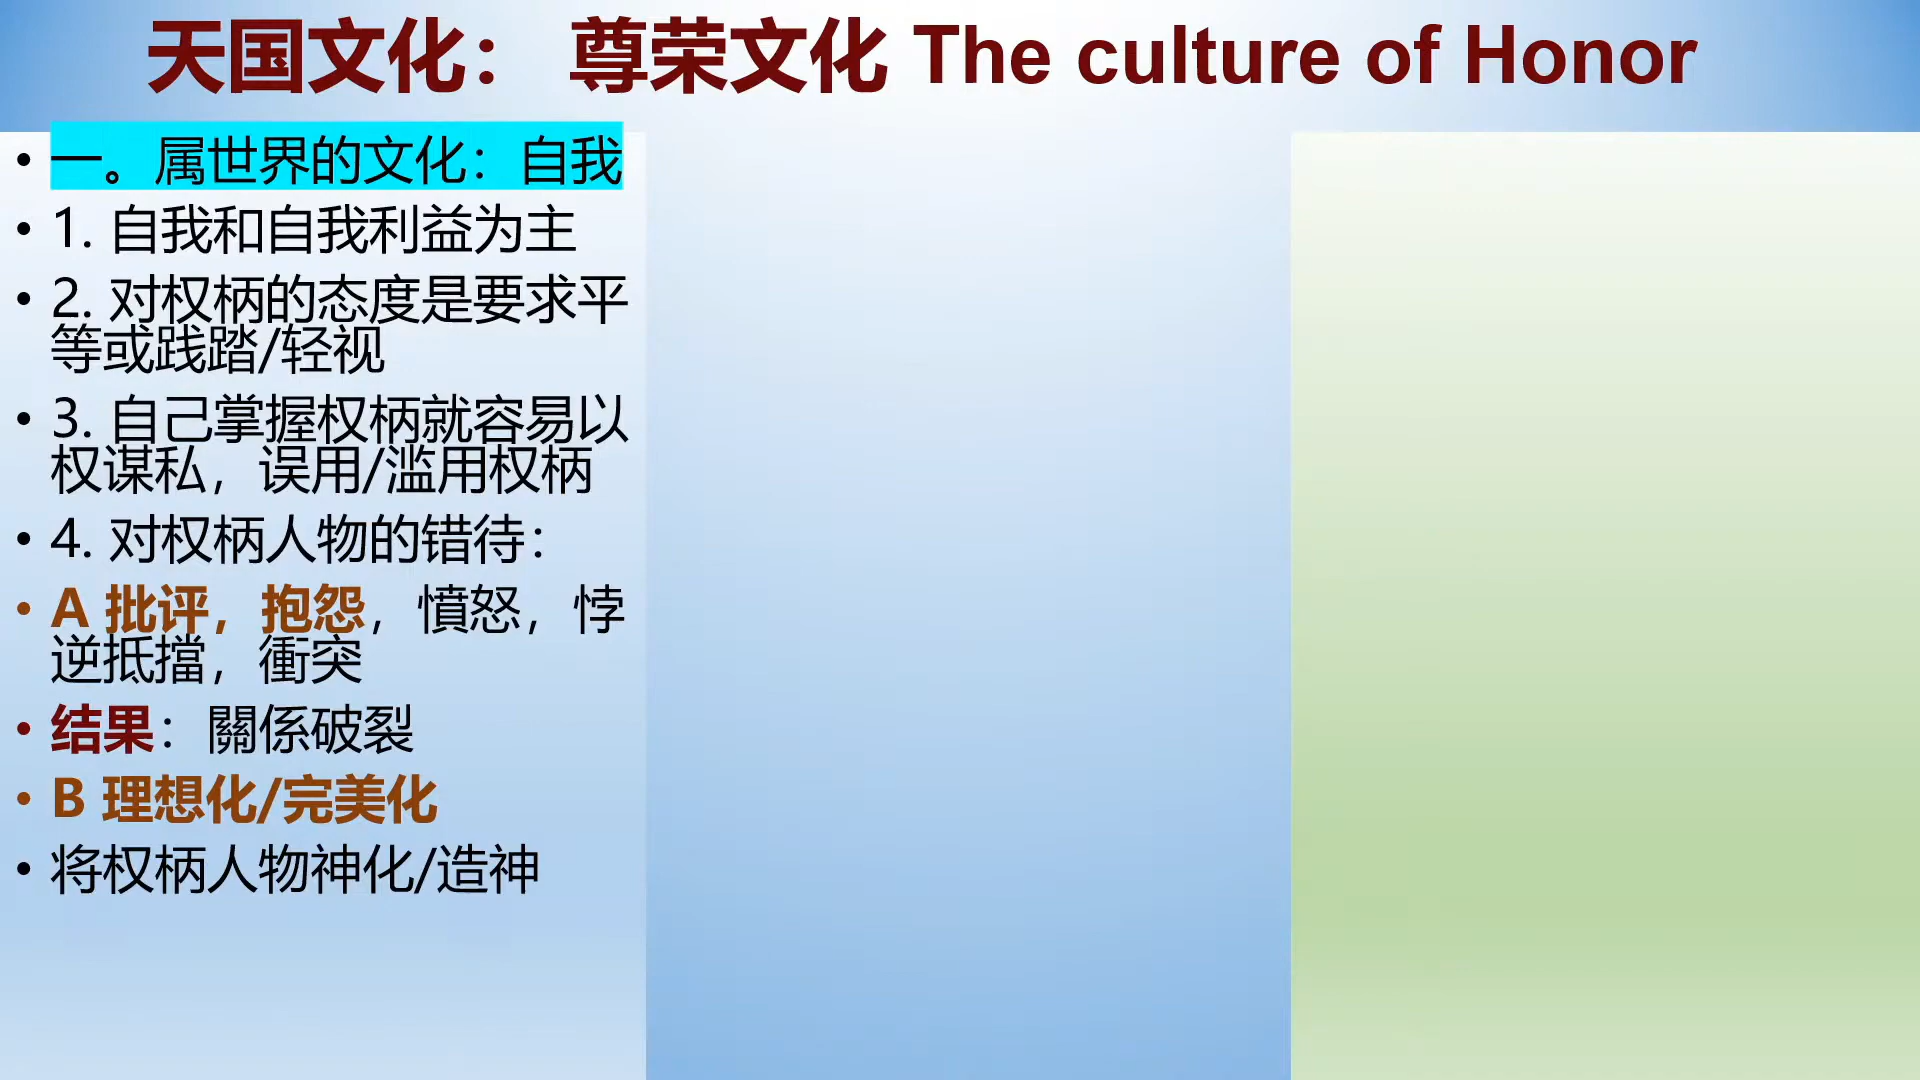 天国文化： 尊荣文化 The culture of Honor
• 一。属世界的文化：自我
• 1. 自我和自我利益为主
• 2. 对权柄的态度是要求平
等或践踏/轻视
• 3. 自己掌握权柄就容易以
权谋私，误用/滥用权柄
• 4. 对权柄人物的错待：
• A 批评，抱怨，憤怒，悖
逆抵擋，衝突
• 结果：關係破裂
• B 理想化/完美化
• 将权柄人物神化/造神